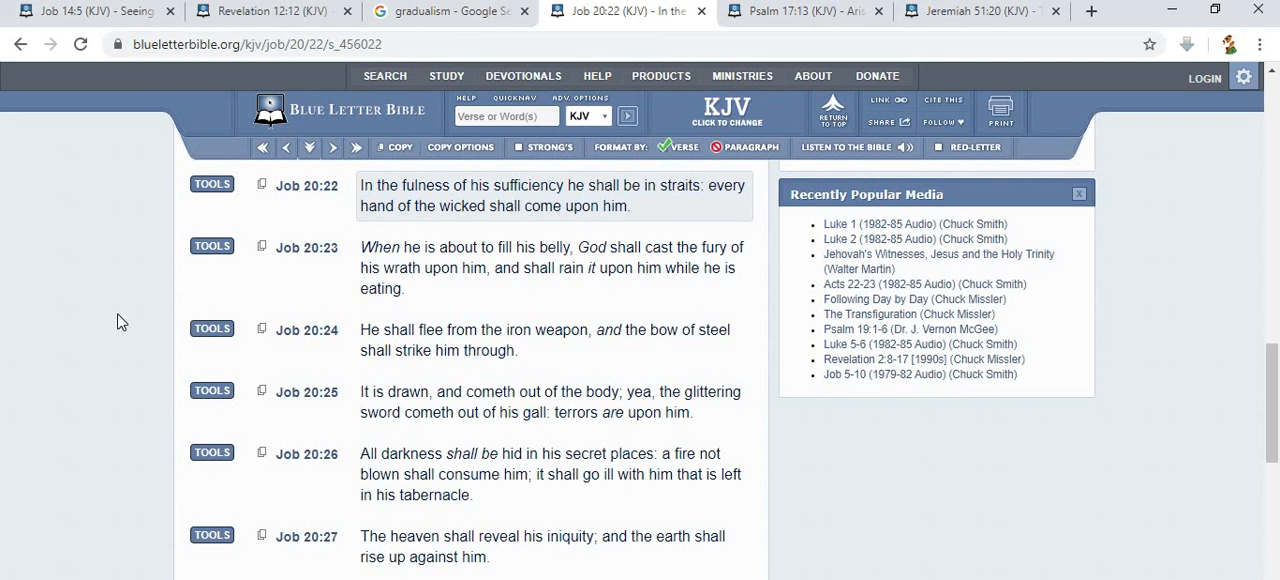 Job 14:5 (KJV) - Seeing
Revelation 12:12 (KJV) -
gradualism - Google Se
Job 20:22 (KJV) - In the
Psalm 17:13 (KJV) - Aris
Jeremiah 51:20 (KJV) - T
blueletterbible.org/kjv/job/20/22/s_456022
SEARCH STUDY DEVOTIONALS HELP PRODUCTS MINISTRIES ABOUT DONATE LOGIN
BLUE LETTER BIBLE
HELP QUICKNAV ADV. OPTIONS
Verse or Word(s) KJV
KJV
CLICK TO CHANGE
RETURN
TO TOP
LINK CITE THIS
SHARE FOLLOW
PRINT
COPY COPY OPTIONS STRONG'S FORMAT BY: VERSE PARAGRAPH LISTEN TO THE BIBLE RED-LETTER
TOOLS Job 20:22 In the fulness of his sufficiency he shall be in straits: every
hand of the wicked shall come upon him.
TOOLS Job 20:23 When he is about to fill his belly, God shall cast the fury of
his wrath upon him, and shall rain it upon him while he is
eating.
TOOLS Job 20:24 He shall flee from the iron weapon, and the bow of steel
shall strike him through.
TOOLS Job 20:25 It is drawn, and cometh out of the body; yea, the glittering
sword cometh out of his gall: terrors are upon him.
TOOLS Job 20:26 All darkness shall be hid in his secret places: a fire not
blown shall consume him; it shall go ill with him that is left
in his tabernacle.
TOOLS Job 20:27 The heaven shall reveal his iniquity; and the earth shall
rise up against him.
Recently Popular Media
Luke 1 (1982-85 Audio) (Chuck Smith)
Luke 2 (1982-85 Audio) (Chuck Smith)
Jehovah's Witnesses, Jesus and the Holy Trinity
(Walter Martin)
Acts 22-23 (1982-85 Audio) (Chuck Smith)
Following Day by Day (Chuck Missler)
The Transfiguration (Chuck Missler)
Psalm 19:1-6 (Dr. J. Vernon McGee)
Luke 5-6 (1982-85 Audio) (Chuck Smith)
Revelation 2:8-17 [1990s] (Chuck Missler)
Job 5-10 (1979-82 Audio) (Chuck Smith)